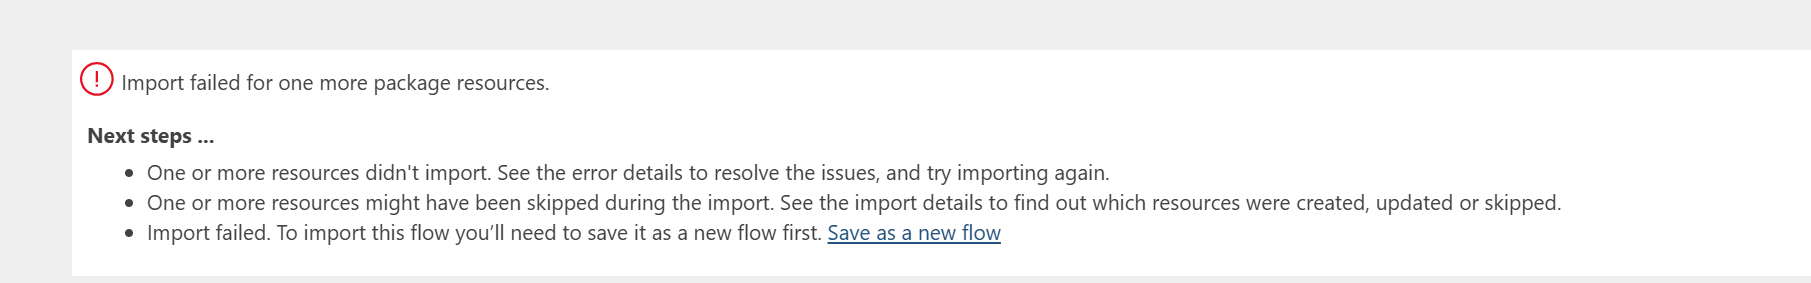 Import failed for one more package resources.
Next steps ...
• One or more resources didn't import. See the error details to resolve the issues, and try importing again.
• One or more resources might have been skipped during the import. See the import details to find out which resources were created, updated or skipped.
• Import failed. To import this flow you’ll need to save it as a new flow first. Save as a new flow